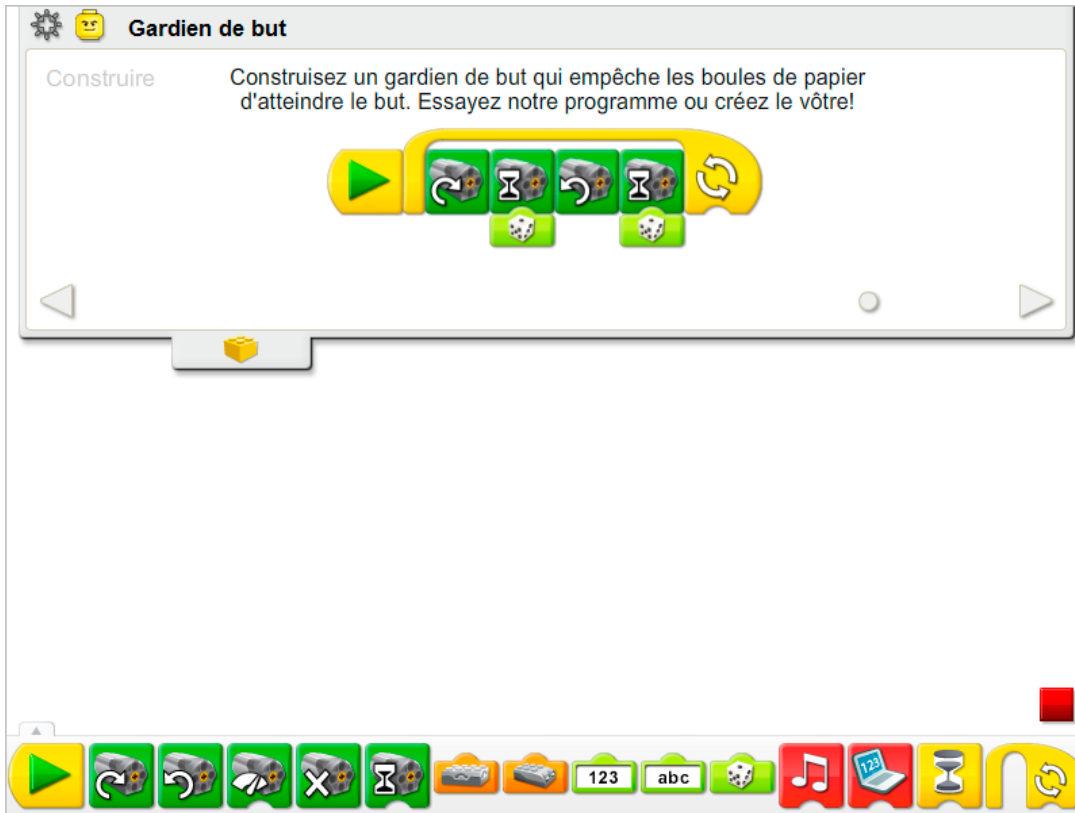 Gardien de but
Construire
Construisez un gardien de but qui empêche les boules de papier
d'atteindre le but. Essayez notre programme ou créez le vôtre!
123
abc
123